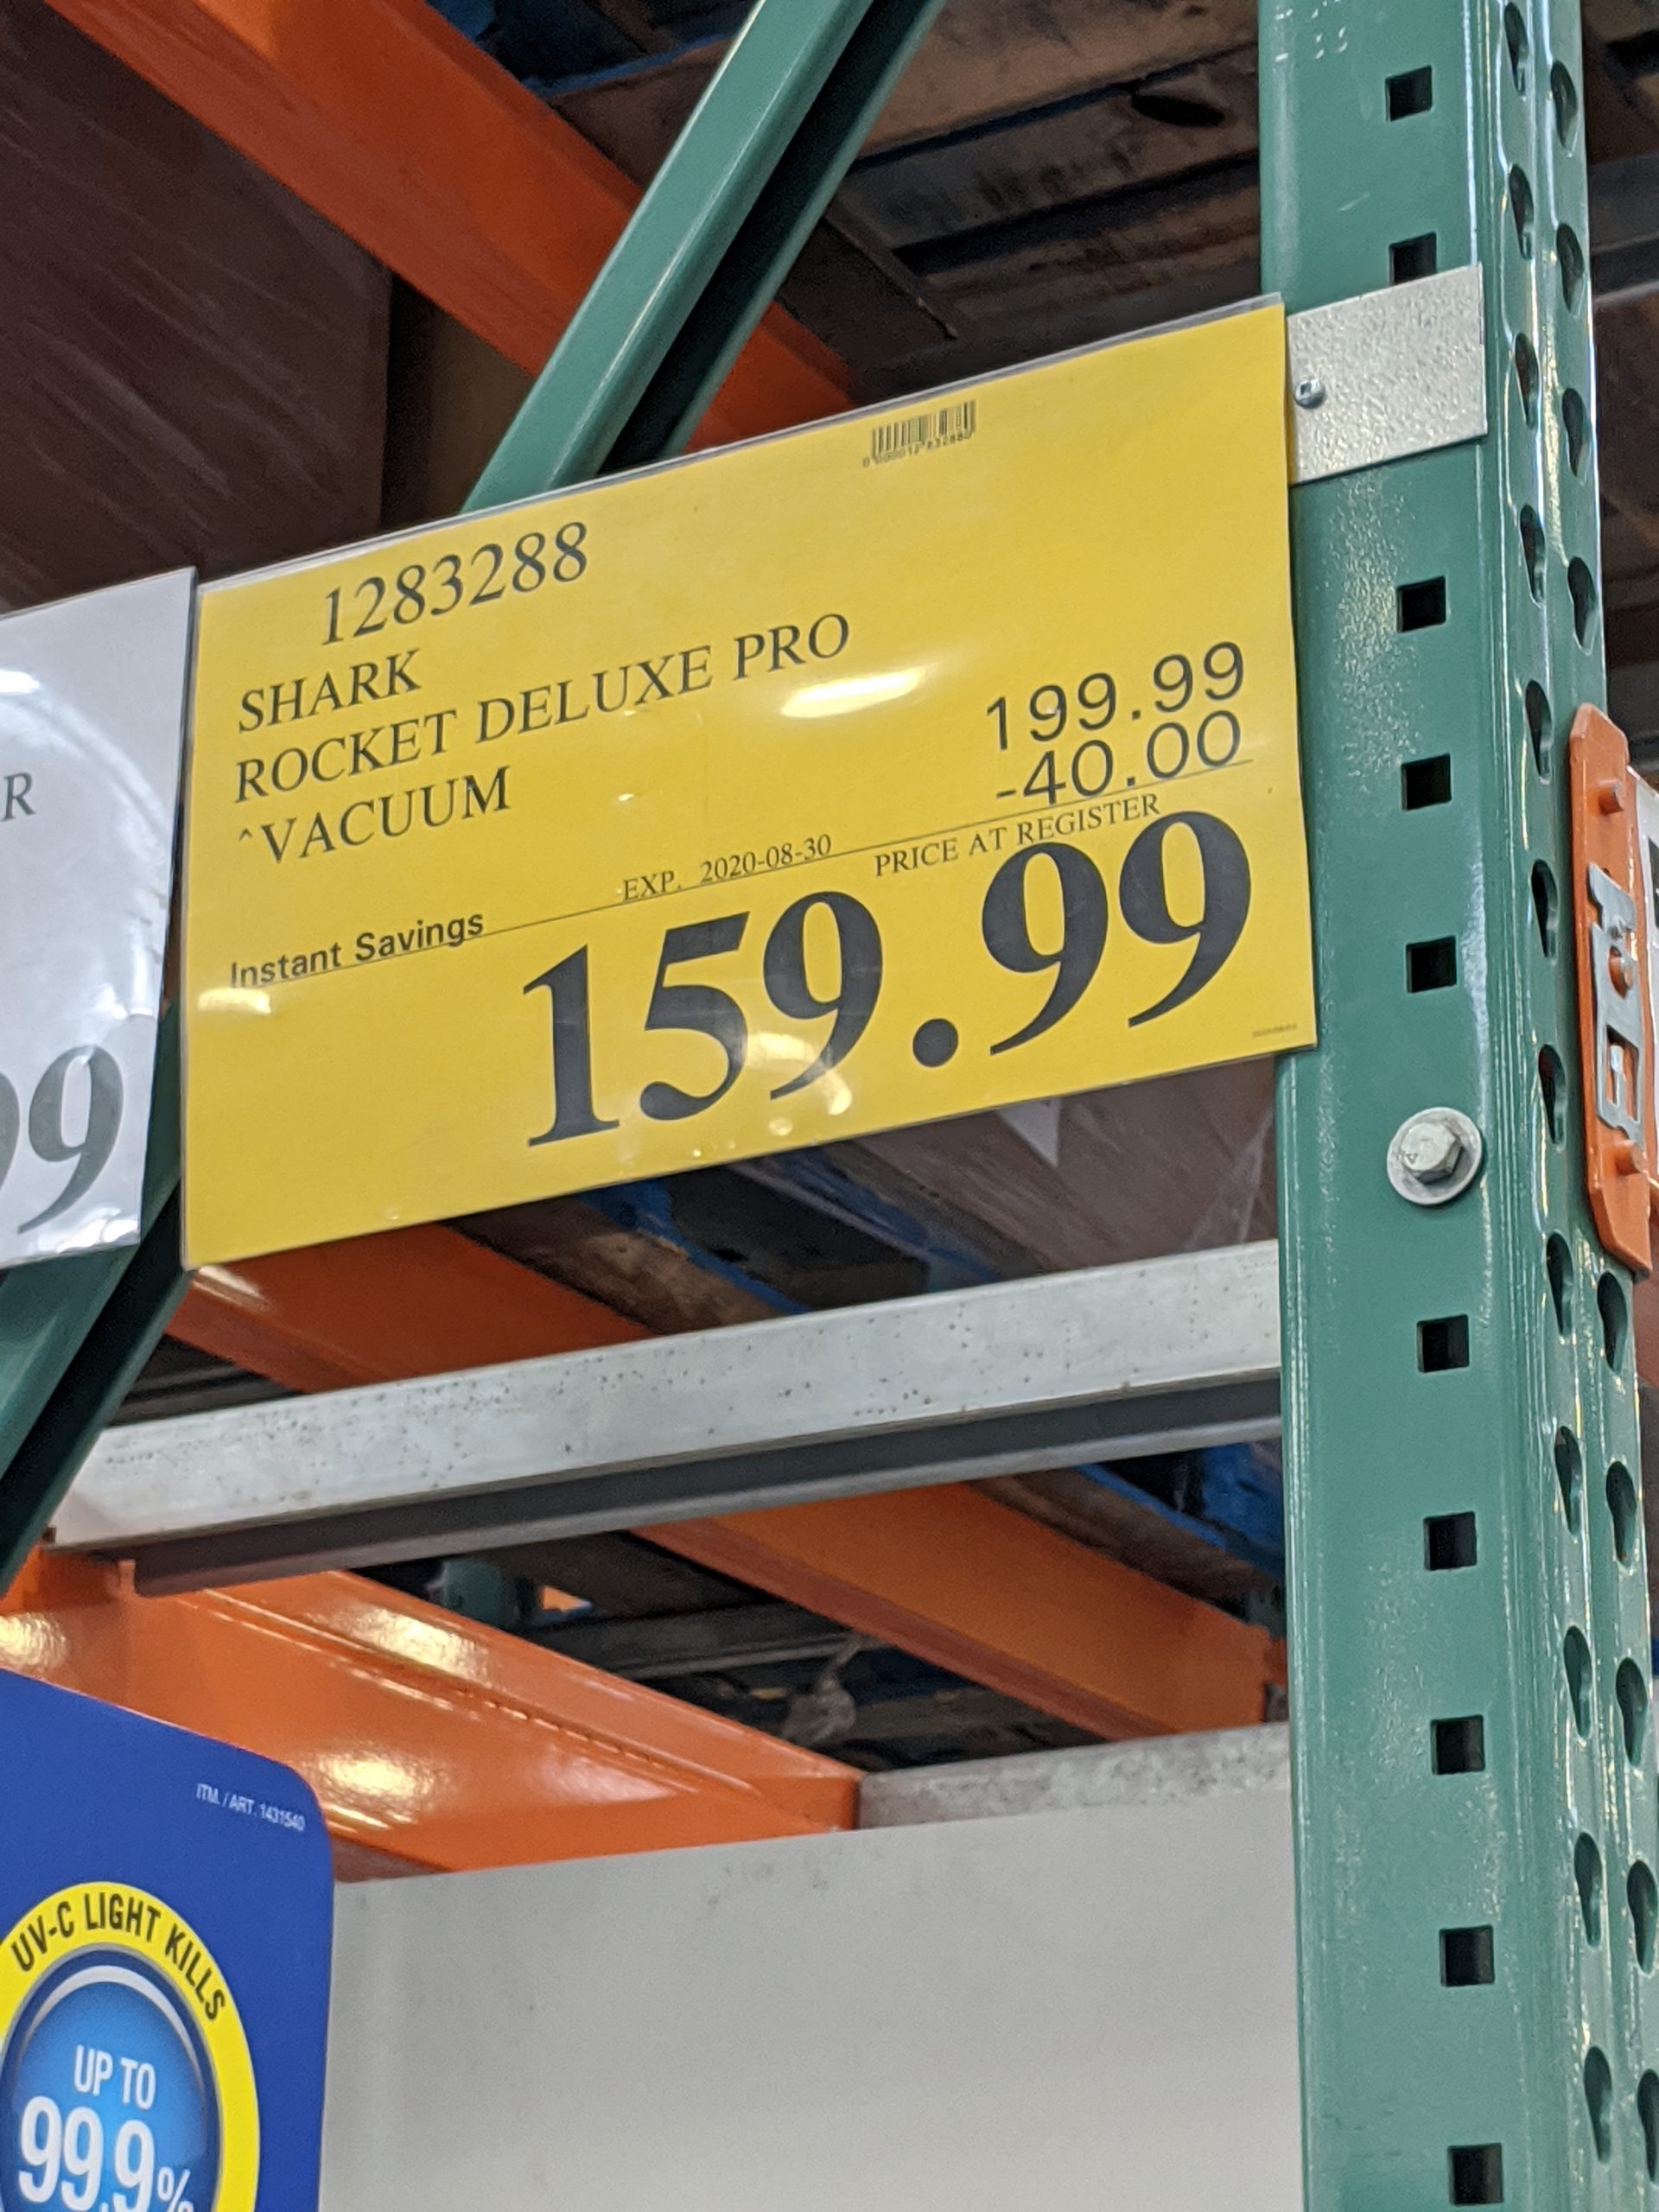 1283288
SHARK
ROCKET DELUXE PRO
^VACUUM
199.99
-40.00
EXP. 2020-08-30
PRICE AT REGISTER
Instant Savings
159.99
R
99
ITM. / ART. 1431540
UV-C LIGHT KILLS
UP TO
99.9%